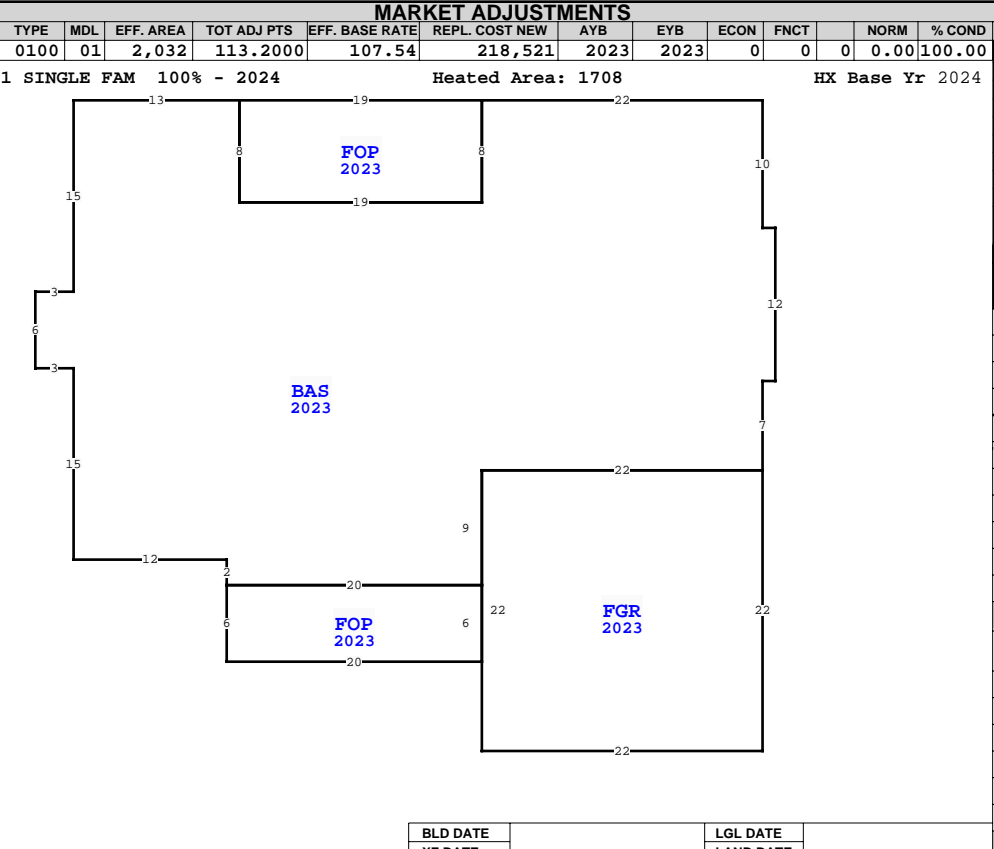 MARKET ADJUSTMENTS
TYPE MDL EFF. AREA TOT ADJ PTS EFF. BASE RATE REPL. COST NEW AYB EYB ECON FNCT NORM % COND
0100 01 2,032 113.2000 107.54 218,521 2023 2023 0 0 0 0.00 100.00
1 SINGLE FAM 100% - 2024 Heated Area: 1708 HX Base Yr 2024
13 19 22
8 FOP 8
2023
10
15
19
3
12
6
3
BAS
2023
7
15
22
9
12
2
20
6 FOP 6 22 FGR 22
2023 2023
20
22
BLD DATE LGL DATE